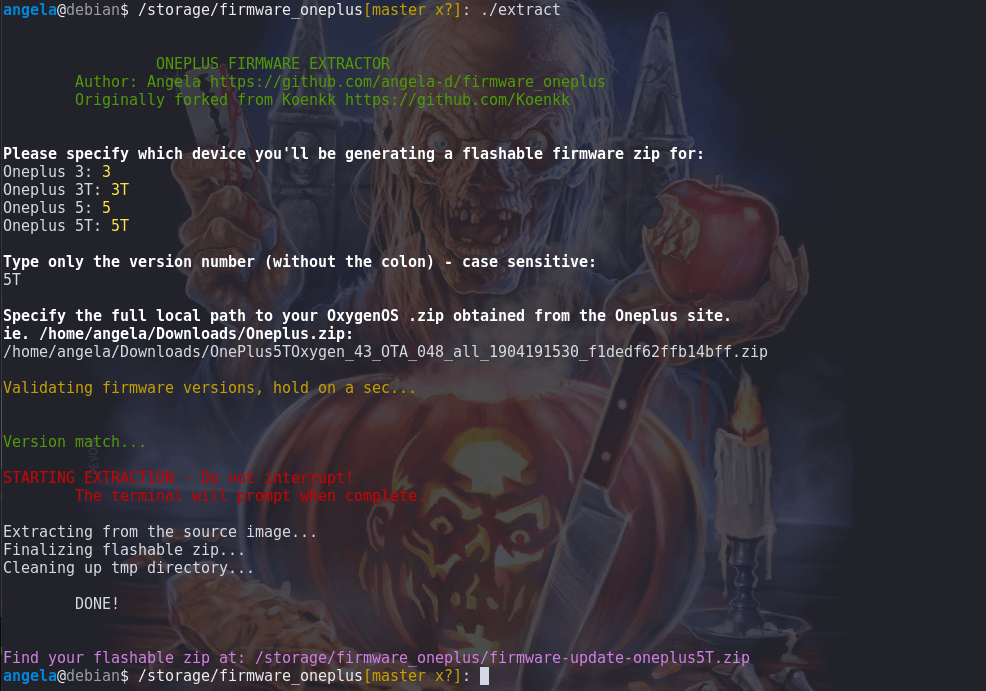 angela@debian$ /storage/firmware_oneplus[master x?]: ./extract
ONEPLUS FIRMWARE EXTRACTOR
Author: Angela https://github.com/angela-d/firmware_oneplus
Originally forked from Koenkk https://github.com/Koenkk
Please specify which device you'll be generating a flashable firmware zip for:
Oneplus 3: 3
Oneplus 3T: 3T
Oneplus 5: 5
Oneplus 5T: 5T
Type only the version number (without the colon) - case sensitive:
5T
Specify the full local path to your OxygenOS .zip obtained from the Oneplus site.
ie. /home/angela/Downloads/Oneplus.zip:
/home/angela/Downloads/OnePlus5TOxygen_43_OTA_048_all_1904191530_f1dedf62ffb14bff.zip
Validating firmware versions, hold on a sec...
Version match...
STARTING EXTRACTION - Do not interrupt!
The terminal will prompt when complete.
Extracting from the source image...
Finalizing flashable zip...
Cleaning up tmp directory...
DONE!
Find your flashable zip at: /storage/firmware_oneplus/firmware-update-oneplus5T.zip
angela@debian$ /storage/firmware_oneplus[master x?]: